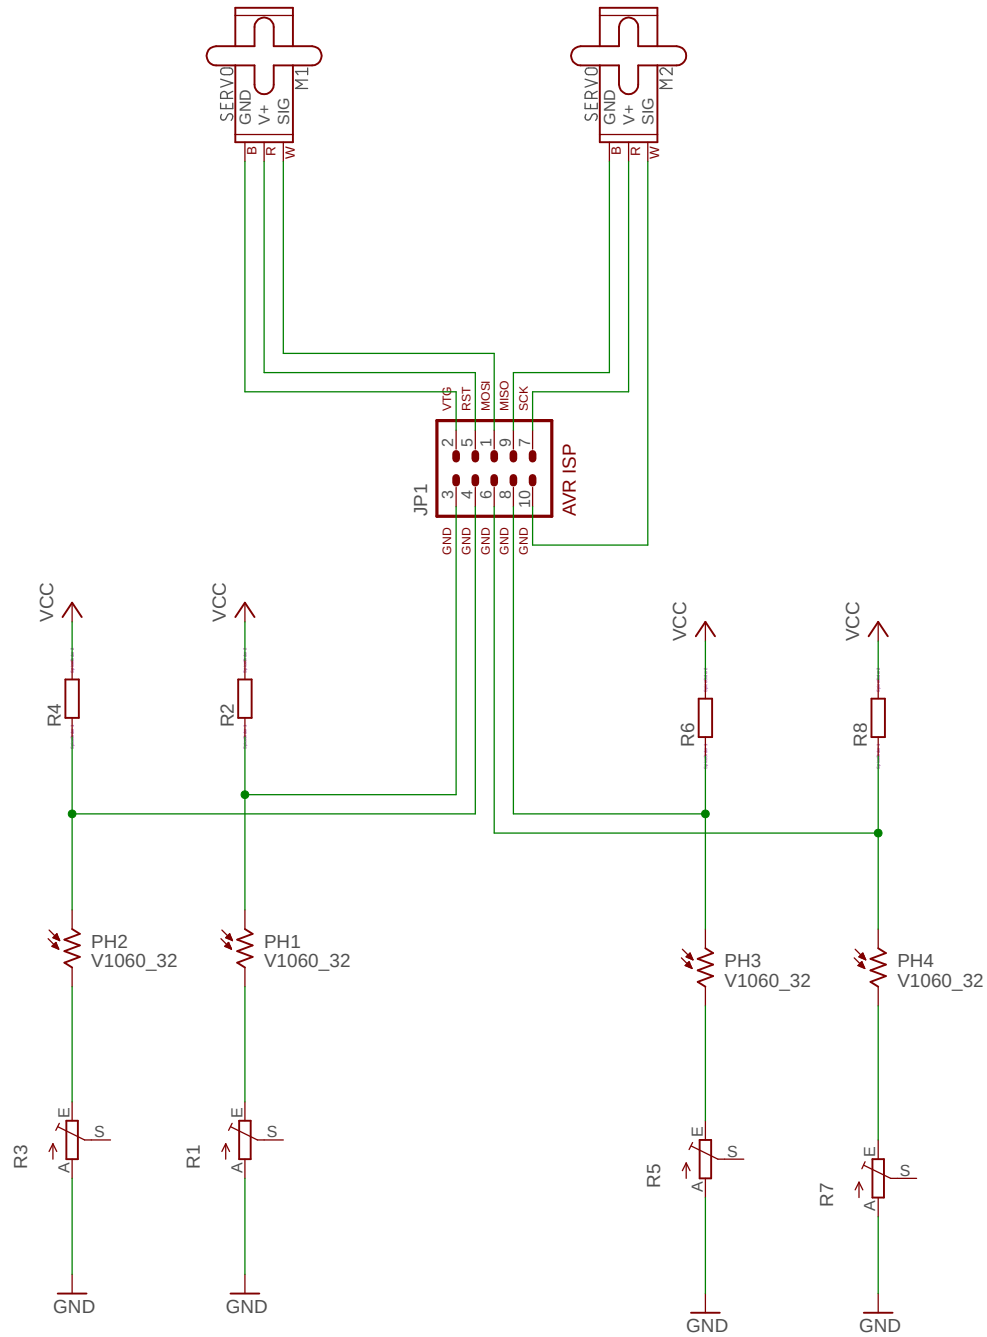 SERVO
GND
V+
SIG
M1
B
R
W
SERVO
GND
V+
SIG
M2
B
R
W
VTG
RST
MOSI
MISO
SCK
2
5
1
9
7
JP1
AVR ISP
3
4
6
8
10
GND
GND
GND
GND
GND
VCC
VCC
VCC
VCC
R4
R2
R6
R8
PH2
V1060_32
PH1
V1060_32
PH3
V1060_32
PH4
V1060_32
E
S
A
R3
E
S
A
R1
E
S
A
R5
E
S
A
R7
GND
GND
GND
GND